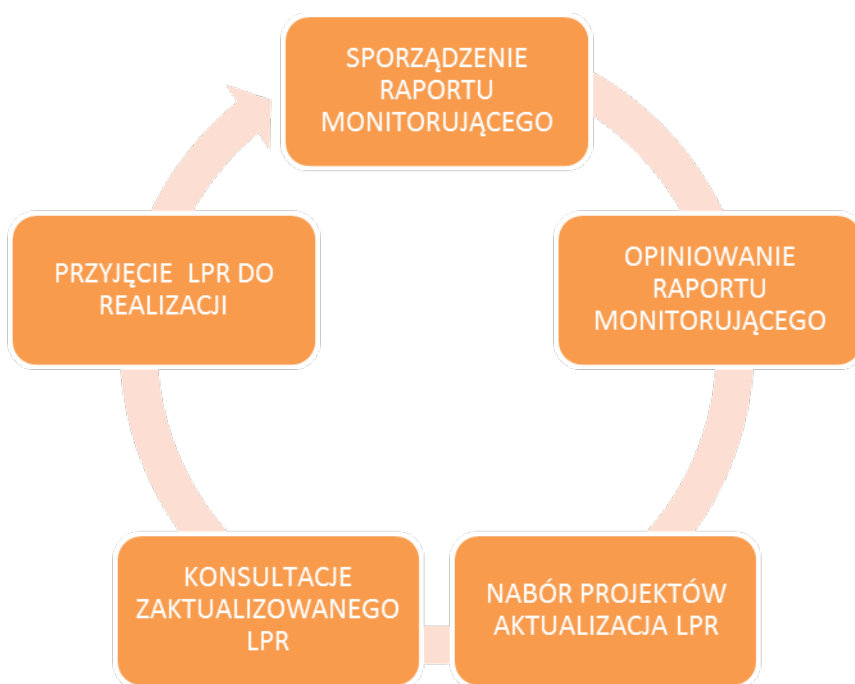 SPORZĄDZENIE
RAPORTU
MONITORUJĄCEGO
OPINIOWANIE
RAPORTU
MONITORUJĄCEGO
NABÓR PROJEKTÓW
AKTUALIZACJA LPR
KONSULTACJE
ZAKTUALIZOWANEGO
LPR
PRZYJĘCIE LPR DO
REALIZACJI